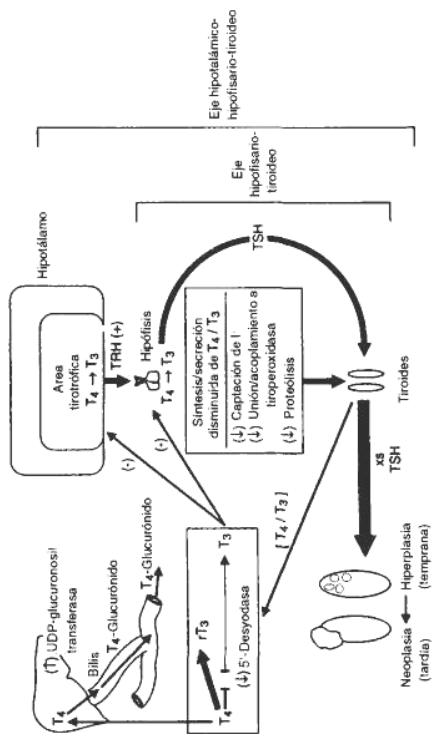 (↑) UDP-glucuronosil
transferasa
T₄
Bilis
T₄-Glucurónido
T₄-Glucurónido
Hipotálamo
Area
tirotrófica
T₄ → T₃
TRH (+)
Hipófisis
T₄ → T₃
(-)
(-)
Eje hipotalámico-
hipofisario-tiroideo
Eje
hipofisario-
tiroideo
TSH
Síntesis/secreción
disminuida de T₄ / T₃
(↓) Captación de I⁻
(↓) Unión/acoplamiento a
tiroperoxidasa
(↓) Proteólisis
rT₃
T₄
T₃
(↓) 5'-Desyodasa
[ T₄ / T₃ ]
Tiroides
xs
TSH
Neoplasia ← Hiperplasia
(tardía) (temprana)